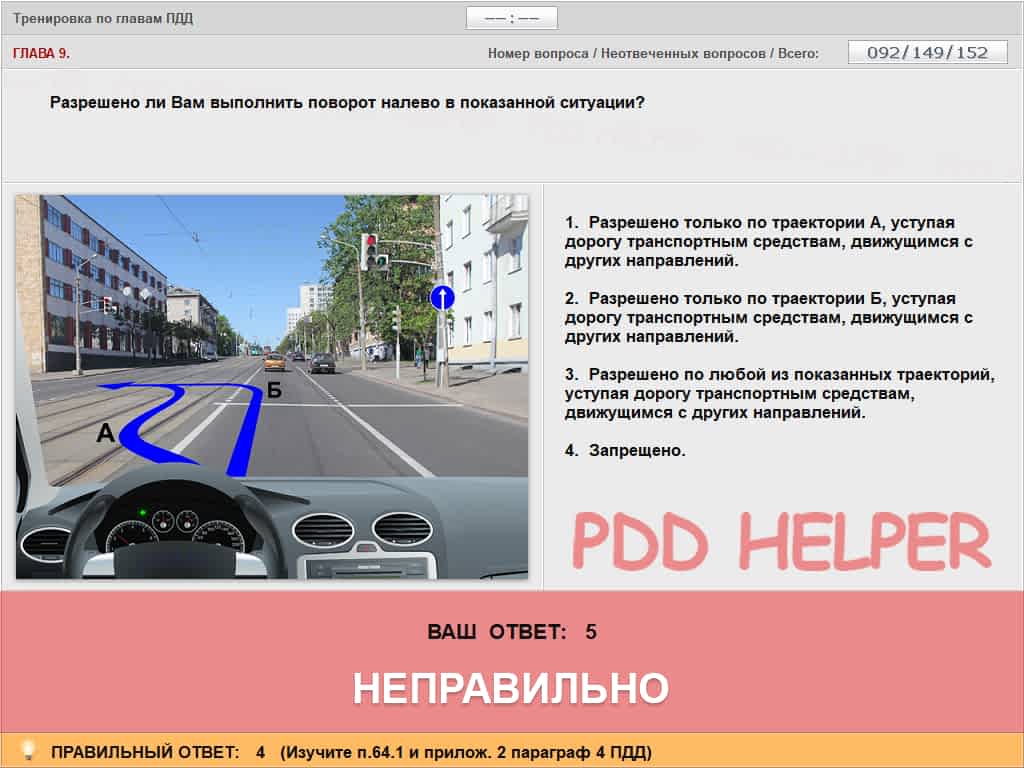 Тренировка по главам ПДД
—— : ——
ГЛАВА 9.
Номер вопроса / Неотвеченных вопросов / Всего:
092/149/152
Разрешено ли Вам выполнить поворот налево в показанной ситуации?
А
Б
1. Разрешено только по траектории А, уступая
дорогу транспортным средствам, движущимся с
других направлений.
2. Разрешено только по траектории Б, уступая
дорогу транспортным средствам, движущимся с
других направлений.
3. Разрешено по любой из показанных траекторий,
уступая дорогу транспортным средствам,
движущимся с других направлений.
4. Запрещено.
PDD HELPER
ВАШ ОТВЕТ: 5
НЕПРАВИЛЬНО
ПРАВИЛЬНЫЙ ОТВЕТ: 4 (Изучите п.64.1 и прилож. 2 параграф 4 ПДД)